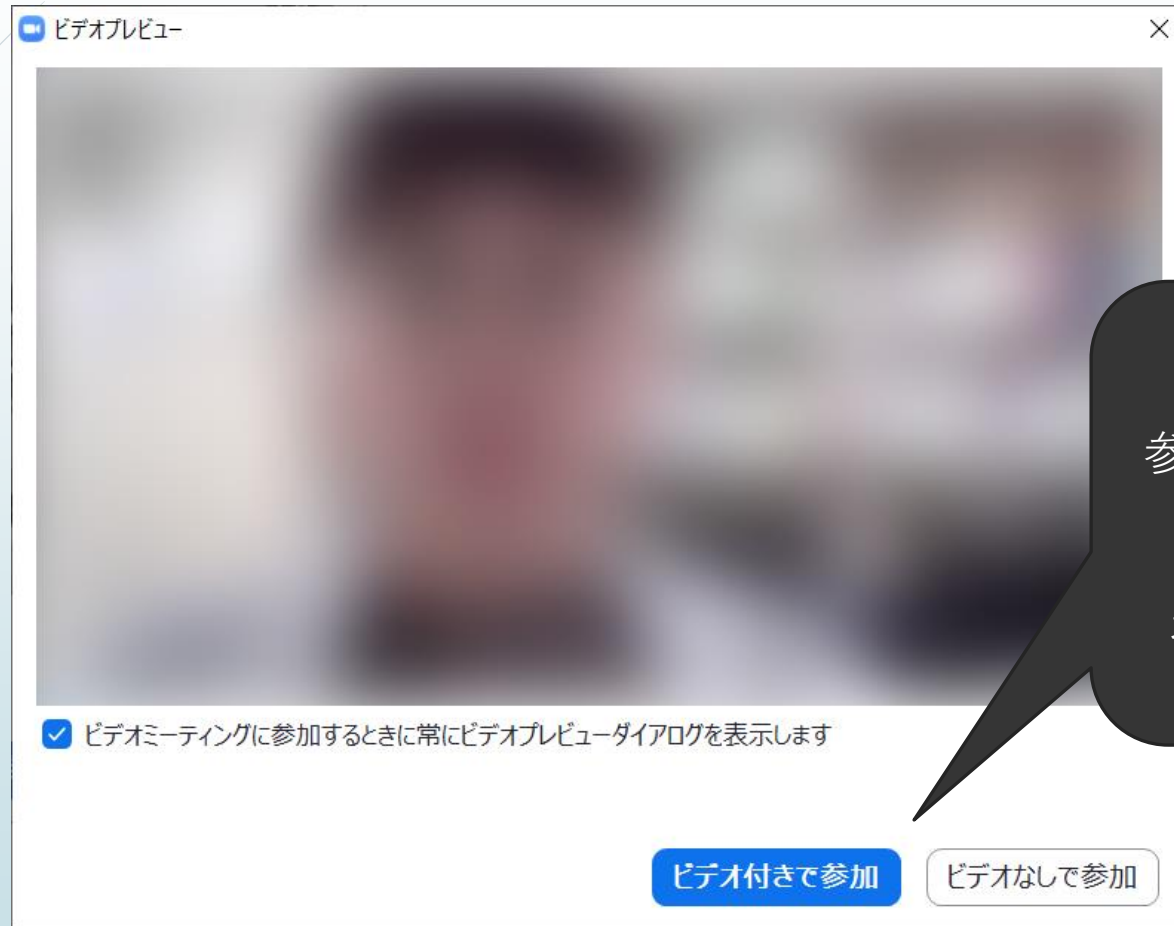 ビデオプレビュー
ビデオミーティングに参加するときに常にビデオプレビューダイアログを表示します
参
ビデオ付きで参加
ビデオなしで参加